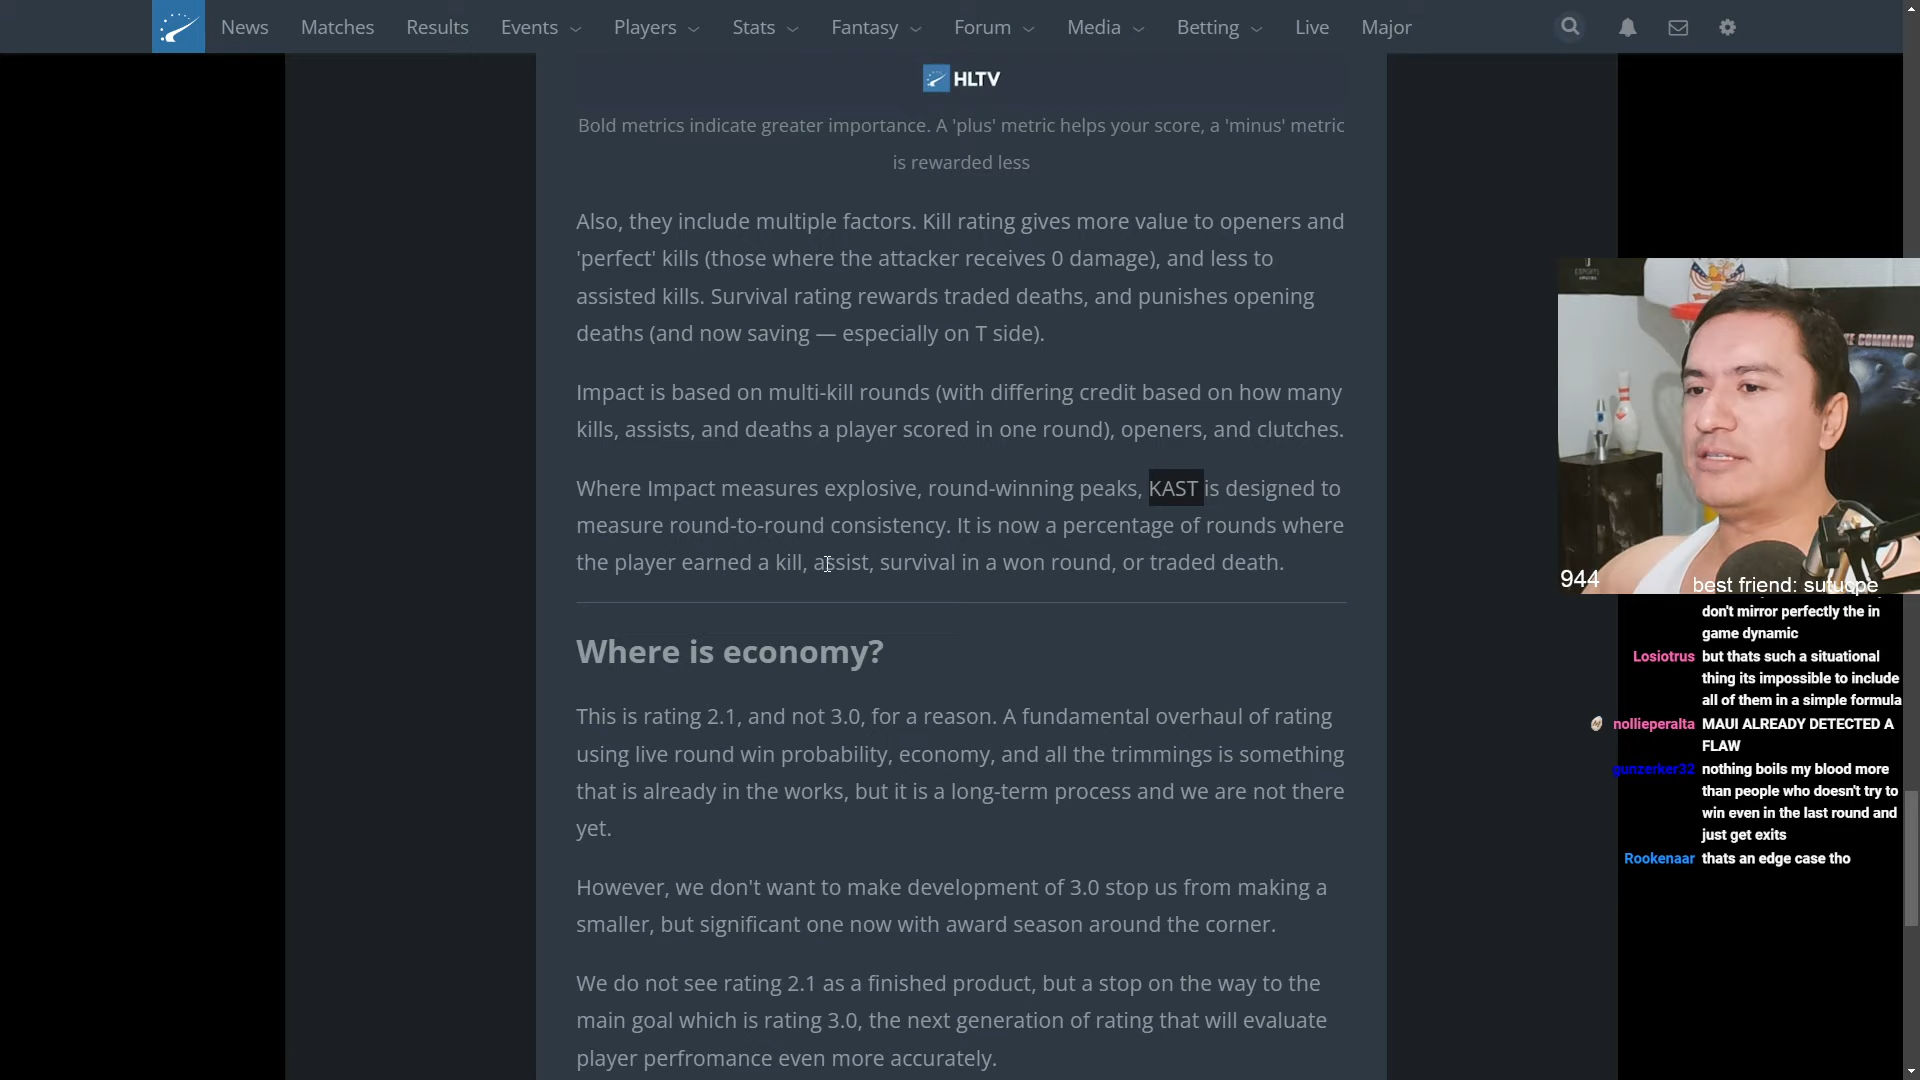 News Matches Results Events Players Stats Fantasy Forum Media Betting Live Major
HLTV
Bold metrics indicate greater importance. A 'plus' metric helps your score, a 'minus' metric
is rewarded less
Also, they include multiple factors. Kill rating gives more value to openers and
'perfect' kills (those where the attacker receives 0 damage), and less to
assisted kills. Survival rating rewards traded deaths, and punishes opening
deaths (and now saving — especially on T side).
Impact is based on multi-kill rounds (with differing credit based on how many
kills, assists, and deaths a player scored in one round), openers, and clutches.
Where Impact measures explosive, round-winning peaks, KAST is designed to
measure round-to-round consistency. It is now a percentage of rounds where
the player earned a kill, assist, survival in a won round, or traded death.
Where is economy?
This is rating 2.1, and not 3.0, for a reason. A fundamental overhaul of rating
using live round win probability, economy, and all the trimmings is something
that is already in the works, but it is a long-term process and we are not there
yet.
However, we don't want to make development of 3.0 stop us from making a
smaller, but significant one now with award season around the corner.
We do not see rating 2.1 as a finished product, but a stop on the way to the
main goal which is rating 3.0, the next generation of rating that will evaluate
player perfromance even more accurately.
COMMAND
944
best friend: sutucpe
don't mirror perfectly the in
game dynamic
Losiotrus but thats such a situational
thing its impossible to include
all of them in a simple formula
nollieperalta MAUI ALREADY DETECTED A
FLAW
gunzerker32 nothing boils my blood more
than people who doesn't try to
win even in the last round and
just get exits
Rookenaar thats an edge case tho